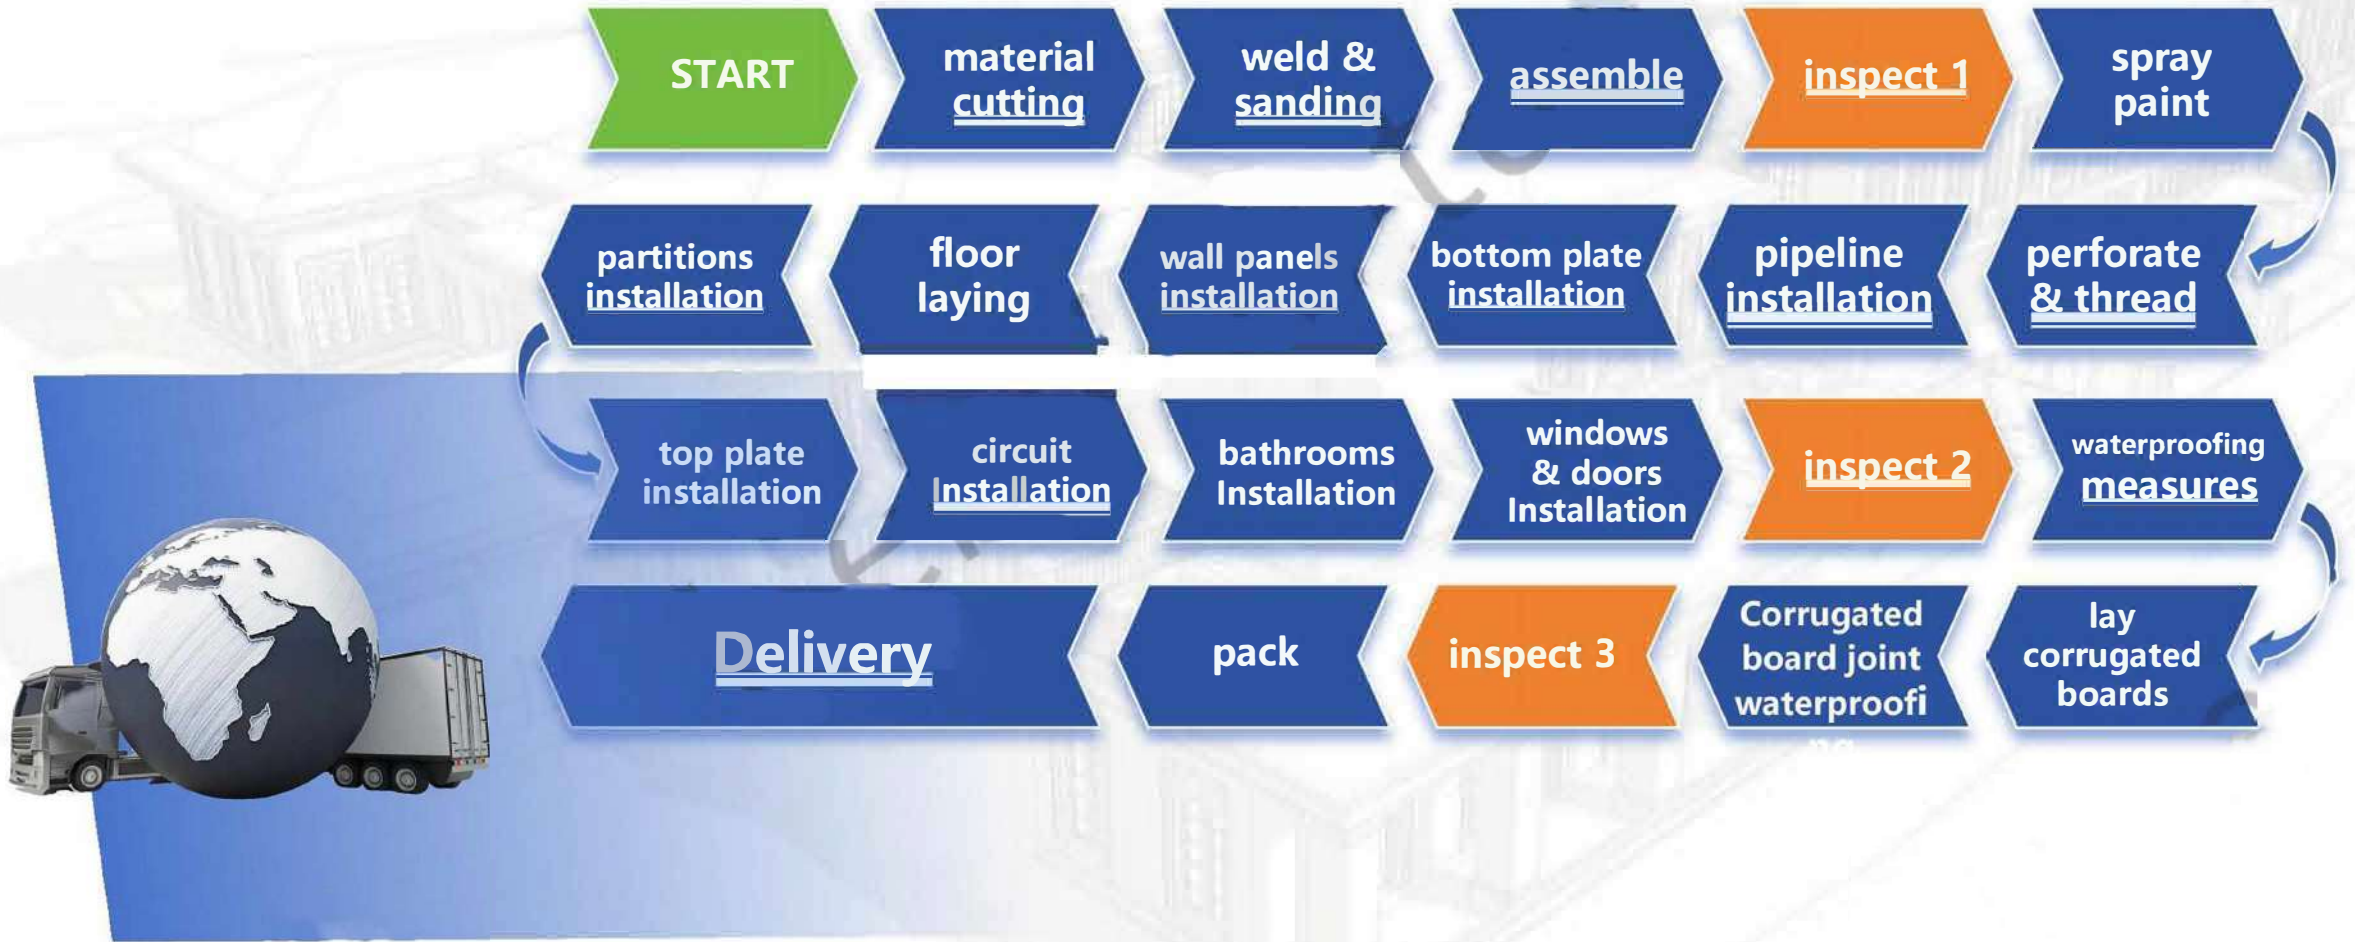 START
material
cutting
weld &
sanding
assemble
inspect 1
spray
paint
perforate
& thread
pipeline
installation
bottom plate
installation
wall panels
installation
floor
laying
partitions
installation
top plate
installation
circuit
Installation
bathrooms
Installation
windows
& doors
Installation
inspect 2
waterproofing
measures
lay
corrugated
boards
Corrugated
board joint
waterproofi
ng
inspect 3
pack
Delivery